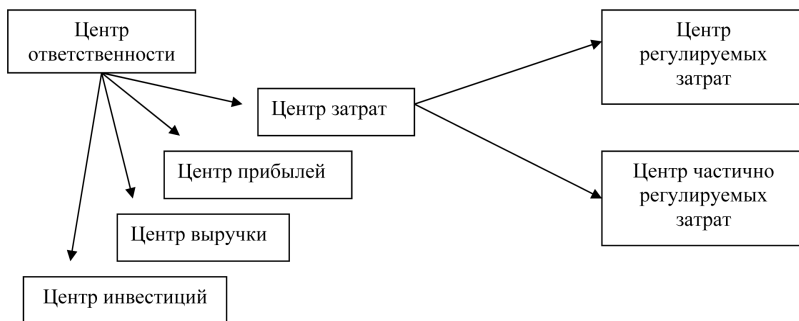 Центр
ответственности
Центр затрат
Центр прибылей
Центр выручки
Центр инвестиций
Центр
регулируемых
затрат
Центр частично
регулируемых
затрат